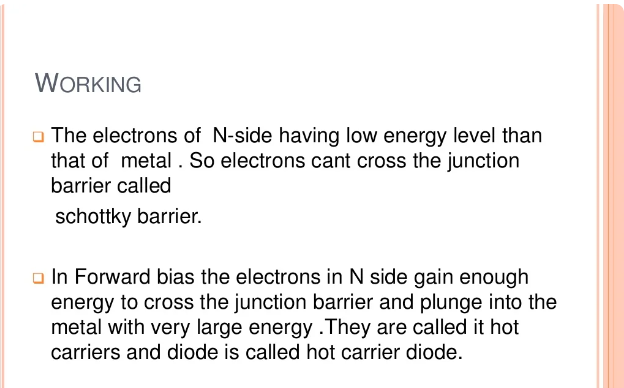 WORKING
The electrons of N-side having low energy level than
that of metal . So electrons cant cross the junction
barrier called
schottky barrier.
In Forward bias the electrons in N side gain enough
energy to cross the junction barrier and plunge into the
metal with very large energy .They are called it hot
carriers and diode is called hot carrier diode.